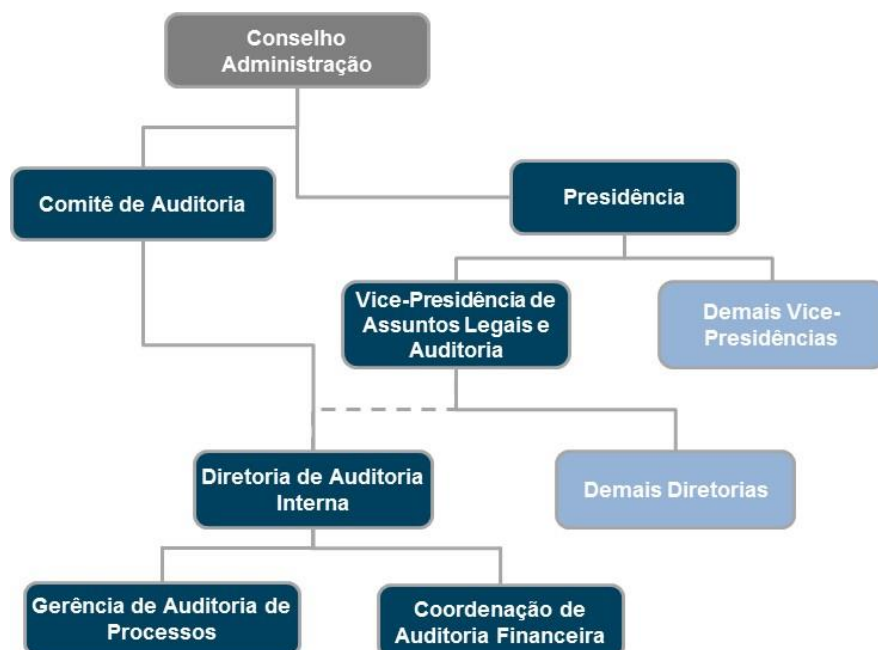 Conselho
Administração
Comitê de Auditoria
Presidência
Vice-Presidência de
Assuntos Legais e
Auditoria
Demais Vice-
Presidências
Diretoria de Auditoria
Interna
Demais Diretorias
Gerência de Auditoria de
Processos
Coordenação de
Auditoria Financeira